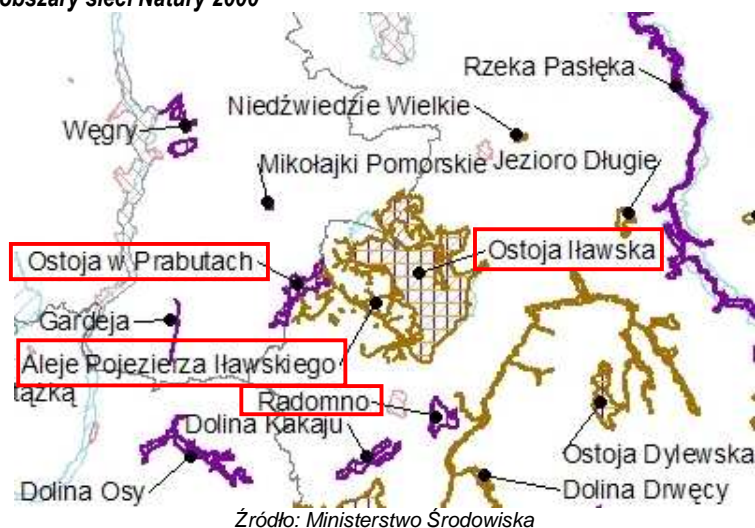 obszary sieci Natury 2000
Rzeka Pasłęka
Niedźwiedzie Wielkie
Węgry
Mikołajki Pomorskie
Jezioro Długie
Ostoja w Prabutach
Ostoja Iławska
Gardeja
Aleje Pojezierza Iławskiego
Radomno
Dolina Kakaju
Ostoja Dylewska
Dolina Osy
Dolina Drwęcy
Źródło: Ministerstwo Środowiska